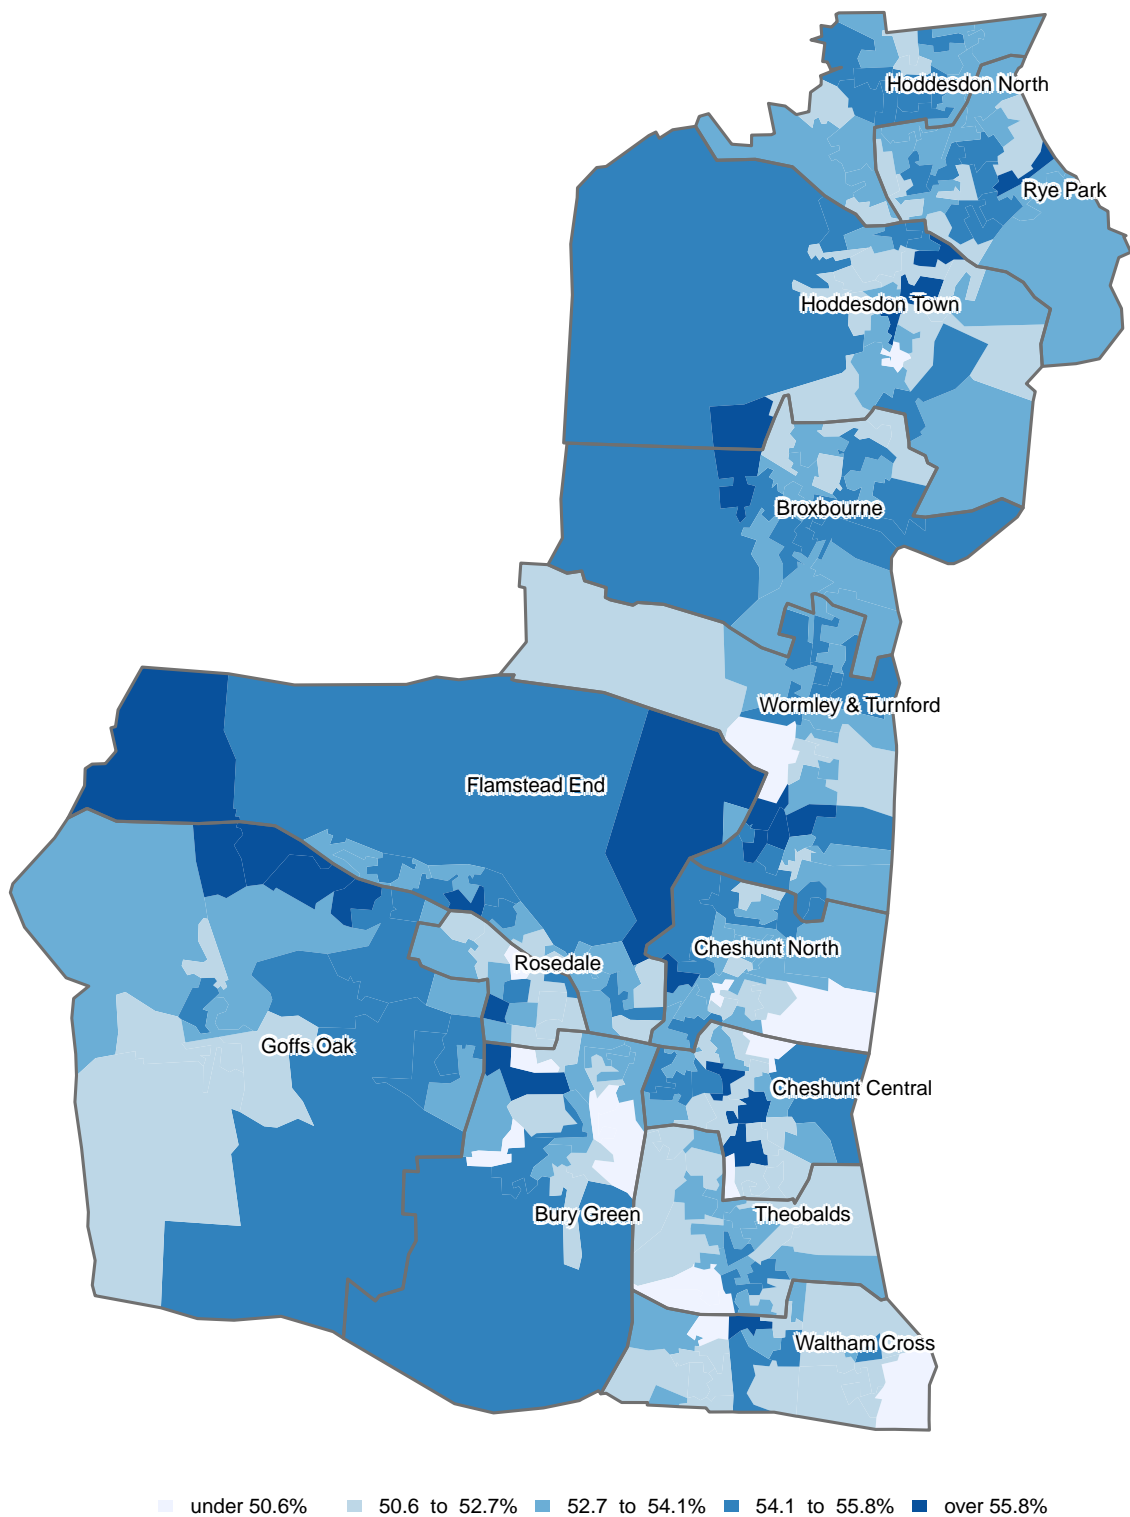 Hoddesdon North
Rye Park
Hoddesdon Town
Broxbourne
Wormley & Turnford
Flamstead End
Cheshunt North
Rosedale
Goffs Oak
Cheshunt Central
Bury Green
Theobalds
Waltham Cross
under 50.6% 50.6 to 52.7% 52.7 to 54.1% 54.1 to 55.8% over 55.8%